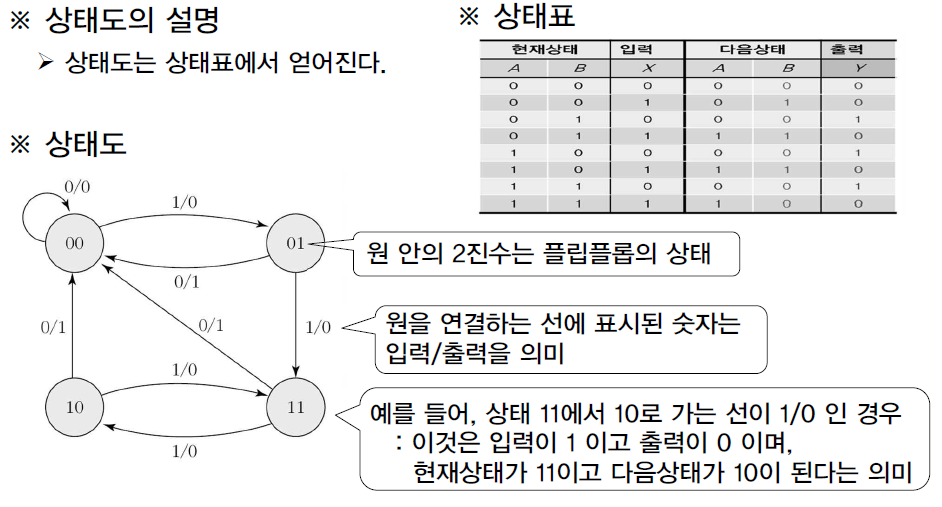 ※ 상태도의 설명
➢ 상태도는 상태표에서 얻어진다.
※ 상태표
현재상태 입력 다음상태 출력
A B X A B Y
0 0 0 0 0 0
0 0 1 0 1 0
0 1 0 0 0 1
0 1 1 1 1 0
1 0 0 0 0 1
1 0 1 1 1 0
1 1 0 0 0 1
1 1 1 1 0 0
※ 상태도
0/0
1/0
00
01
원 안의 2진수는 플립플롭의 상태
0/1
0/1
0/1
1/0
원을 연결하는 선에 표시된 숫자는
입력/출력을 의미
1/0
10
11
1/0
예를 들어, 상태 11에서 10로 가는 선이 1/0 인 경우
: 이것은 입력이 1 이고 출력이 0 이며,
현재상태가 11이고 다음상태가 10이 된다는 의미